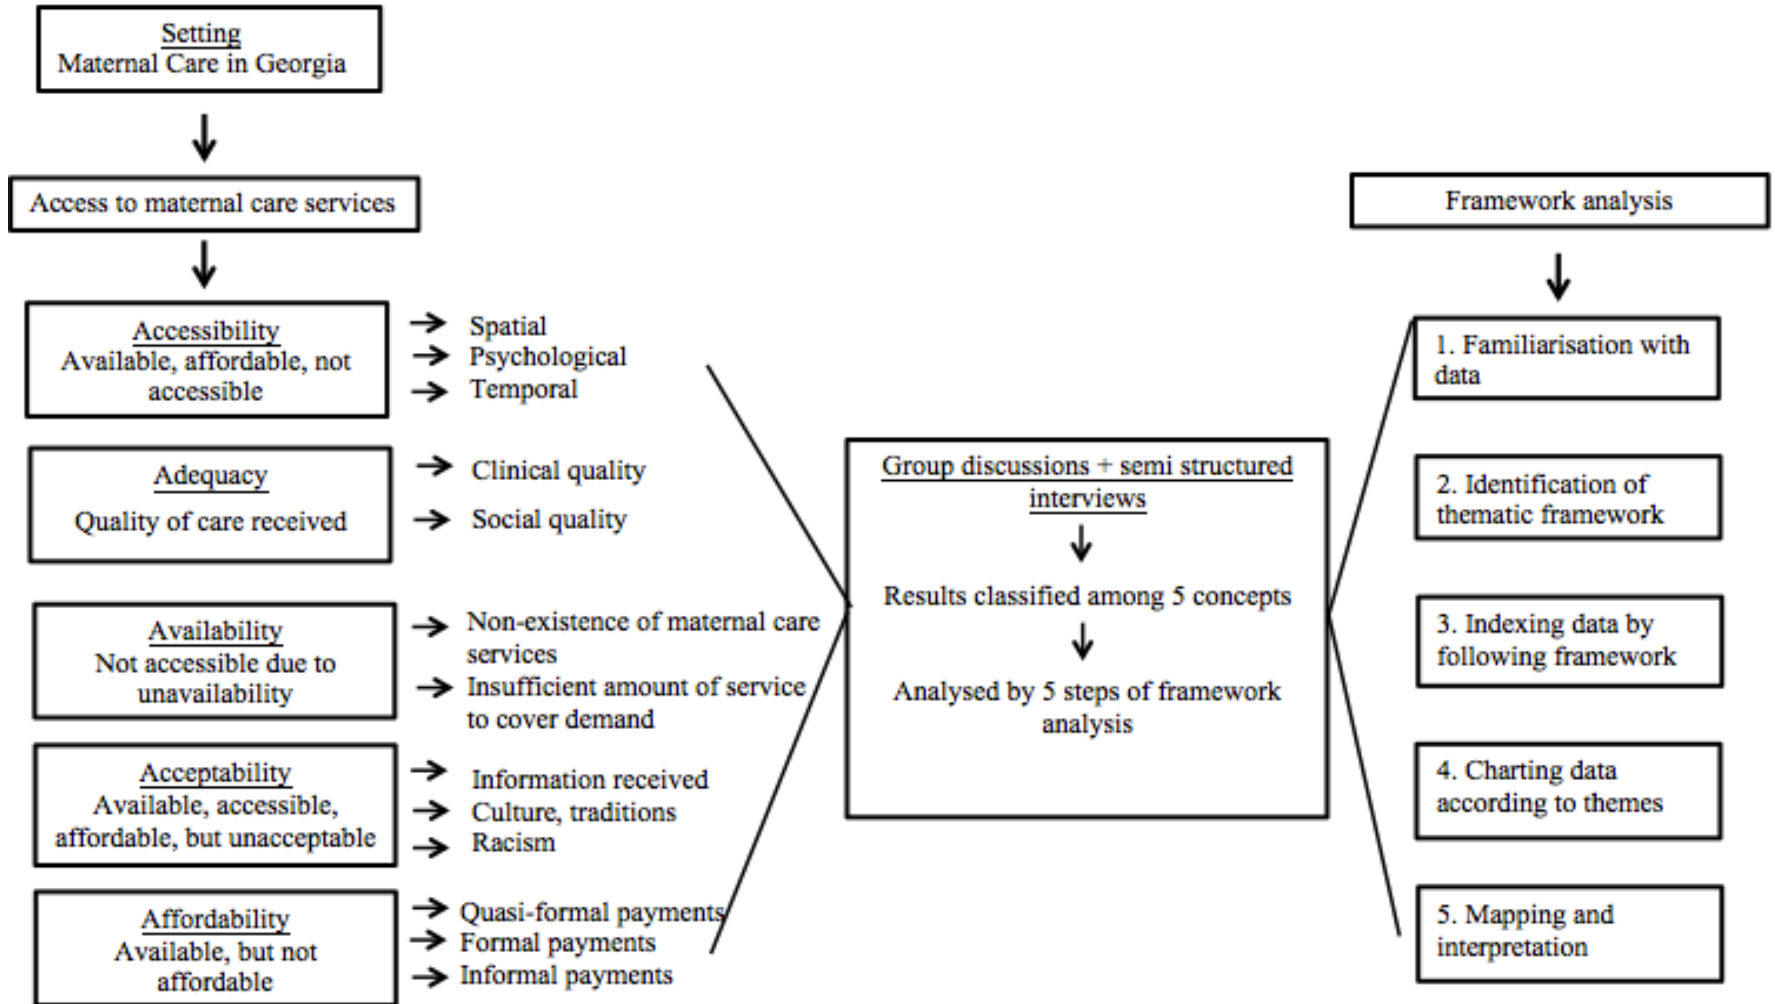 Setting
Maternal Care in Georgia
Access to maternal care services
Accessibility
Available, affordable, not
accessible
Spatial
Psychological
Temporal
Adequacy
Quality of care received
Clinical quality
Social quality
Availability
Not accessible due to
unavailability
Non-existence of maternal care
services
Insufficient amount of service
to cover demand
Acceptability
Available, accessible,
affordable, but unacceptable
Information received
Culture, traditions
Racism
Affordability
Available, but not
affordable
Quasi-formal payments
Formal payments
Informal payments
Group discussions + semi structured
interviews
Results classified among 5 concepts
Analysed by 5 steps of framework
analysis
Framework analysis
1. Familiarisation with
data
2. Identification of
thematic framework
3. Indexing data by
following framework
4. Charting data
according to themes
5. Mapping and
interpretation